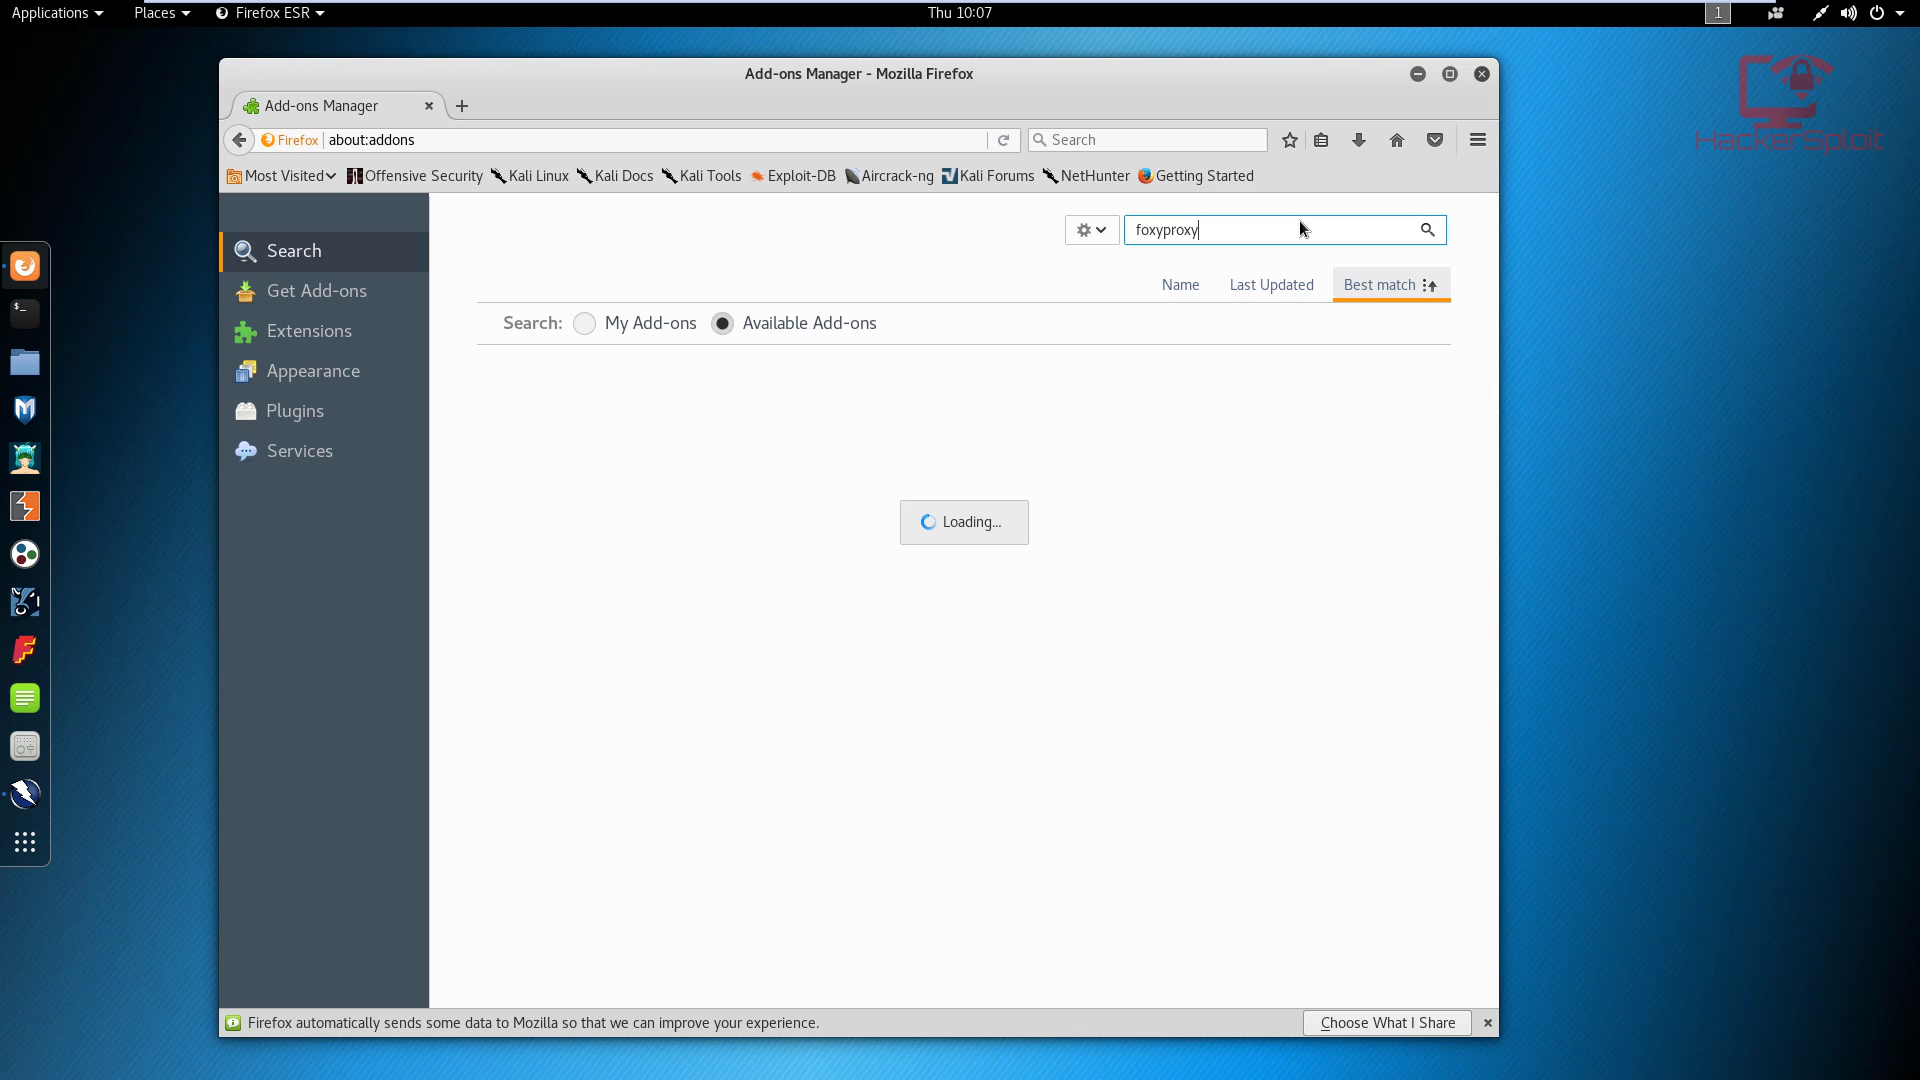 Applications Places Firefox ESR Thu 10:07 1
HackerSploit
Add-ons Manager - Mozilla Firefox
Add-ons Manager
Firefox about:addons Search
Most Visited Offensive Security Kali Linux Kali Docs Kali Tools Exploit-DB Aircrack-ng Kali Forums NetHunter Getting Started
foxyproxy
Search
Get Add-ons
Extensions
Appearance
Plugins
Services
Name Last Updated Best match
Search: My Add-ons Available Add-ons
Loading...
Firefox automatically sends some data to Mozilla so that we can improve your experience. Choose What I Share